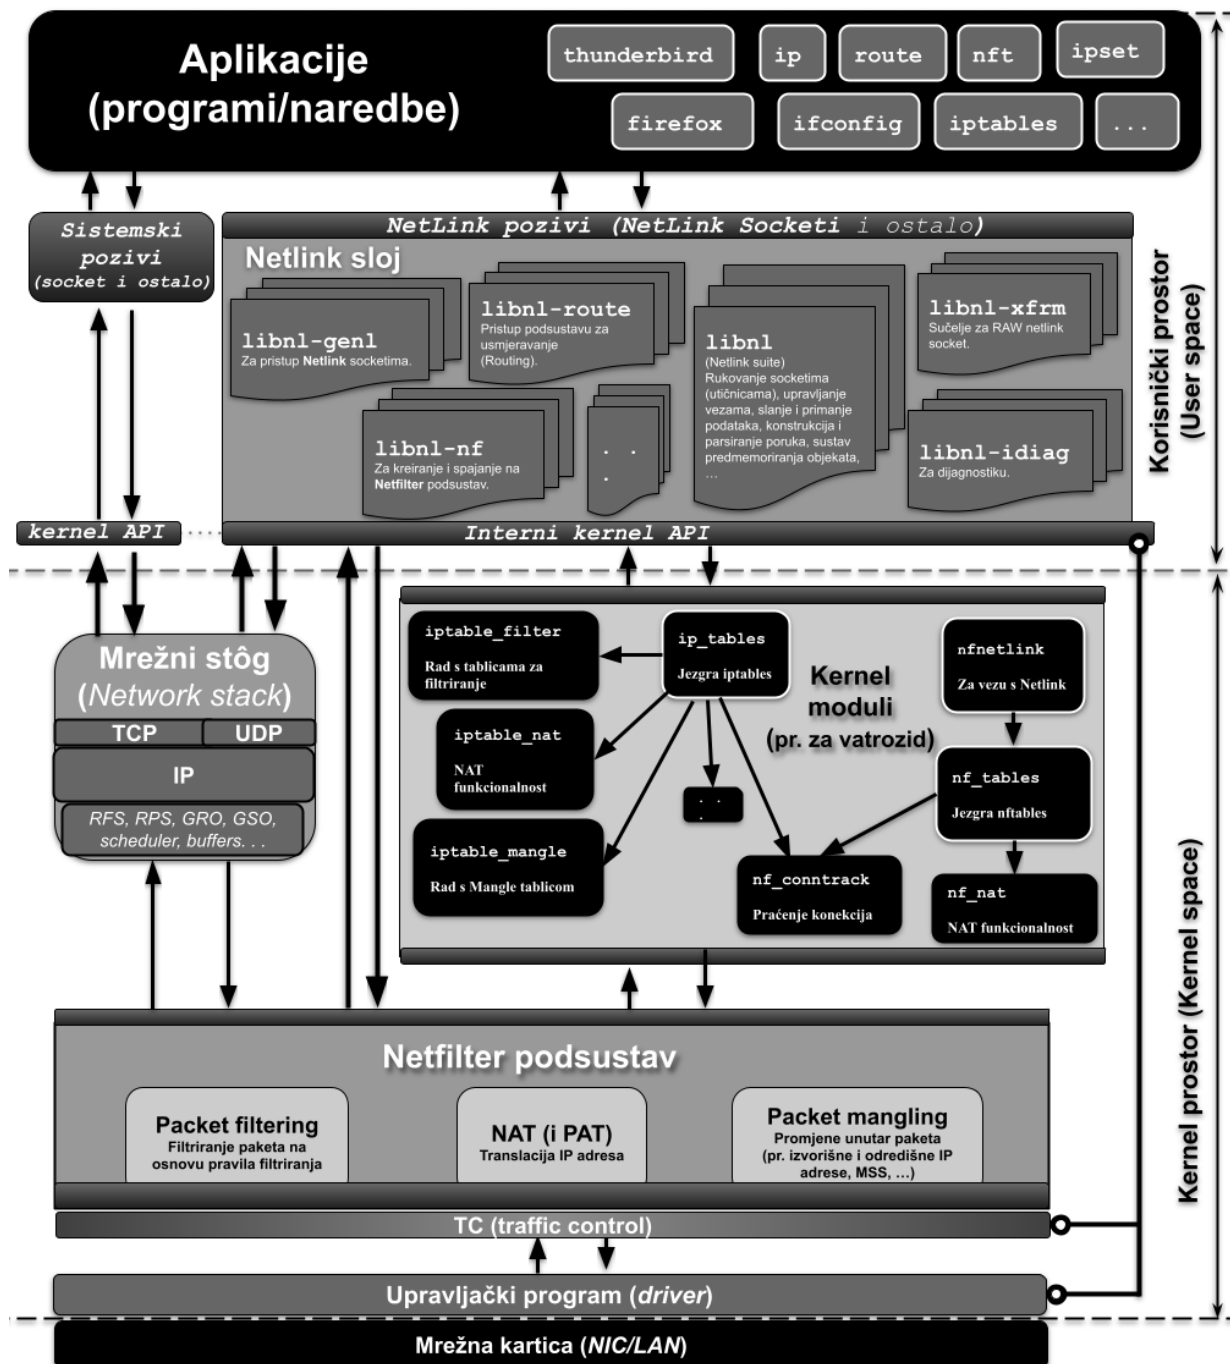 Aplikacije
(programi/naredbe)
thunderbird
ip
route
nft
ipset
firefox
ifconfig
iptables
...
Sistemski
pozivi
(socket i ostalo)
NetLink pozivi (NetLink Socketi i ostalo)
Netlink sloj
libnl-genl
Za pristup Netlink socketima.
libnl-route
Pristup podsustavu za
usmjeravanje
(Routing).
libnl
(Netlink suite)
Rukovanje socketima
(utičnicama), upravljanje
vezama, slanje i primanje
podataka, konstrukcija i
parsiranje poruka, sustav
predmemoriranja objekata,
...
libnl-xfrm
Sučelje za RAW netlink
socket.
libnl-nf
Za kreiranje i spajanje na
Netfilter podsustav.
. .
.
libnl-idiag
Za dijagnostiku.
Korisnički prostor
(User space)
kernel API
Interni kernel API
Mrežni stôg
(Network stack)
TCP
UDP
IP
RFS, RPS, GRO, GSO,
scheduler, buffers. . .
iptable_filter
Rad s tablicama za
filtriranje
ip_tables
Jezgra iptables
nfnetlink
Za vezu s Netlink
Kernel
moduli
(pr. za vatrozid)
iptable_nat
NAT
funkcionalnost
. .
.
nf_tables
Jezgra nftables
iptable_mangle
Rad s Mangle tablicom
nf_conntrack
Praćenje konekcija
nf_nat
NAT funkcionalnost
Kernel prostor (Kernel space)
Netfilter podsustav
Packet filtering
Filtriranje paketa na
osnovu pravila filtriranja
NAT (i PAT)
Translacija IP adresa
Packet mangling
Promjene unutar paketa
(pr. izvorišne i odredišne IP
adrese, MSS, ...)
TC (traffic control)
Upravljački program (driver)
Mrežna kartica (NIC/LAN)